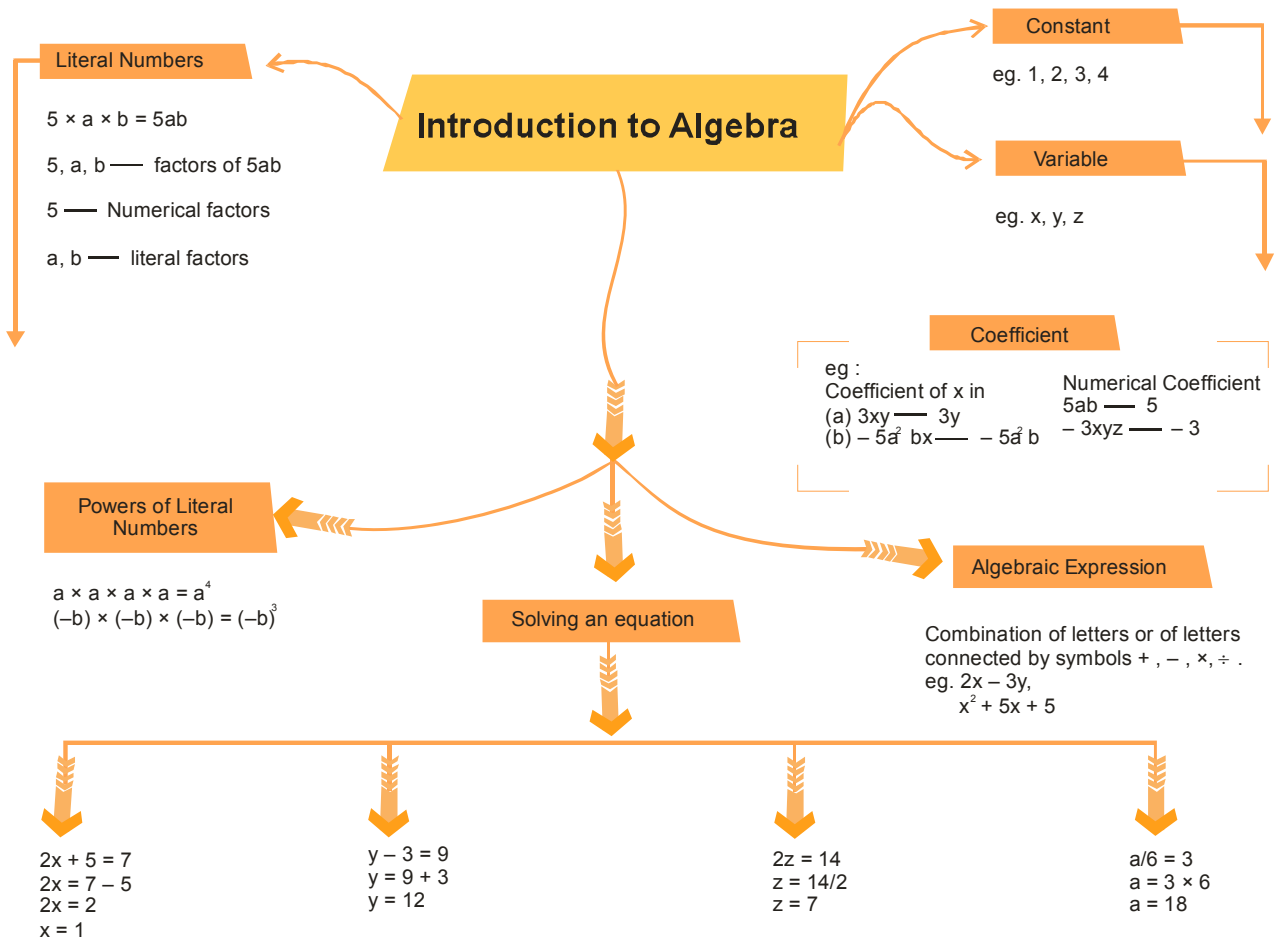 Introduction to Algebra
Literal Numbers
5 × a × b = 5ab
5, a, b — factors of 5ab
5 — Numerical factors
a, b — literal factors
Constant
eg. 1, 2, 3, 4
Variable
eg. x, y, z
Coefficient
eg :
Coefficient of x in
(a) 3xy — 3y
(b) – 5a² bx — – 5a² b
Numerical Coefficient
5ab — 5
– 3xyz — – 3
Powers of Literal
Numbers
a × a × a × a = a⁴
(–b) × (–b) × (–b) = (–b)³
Solving an equation
Algebraic Expression
Combination of letters or of letters
connected by symbols + , – , ×, ÷ .
eg. 2x – 3y,
x² + 5x + 5
2x + 5 = 7
2x = 7 – 5
2x = 2
x = 1
y – 3 = 9
y = 9 + 3
y = 12
2z = 14
z = 14/2
z = 7
a/6 = 3
a = 3 × 6
a = 18